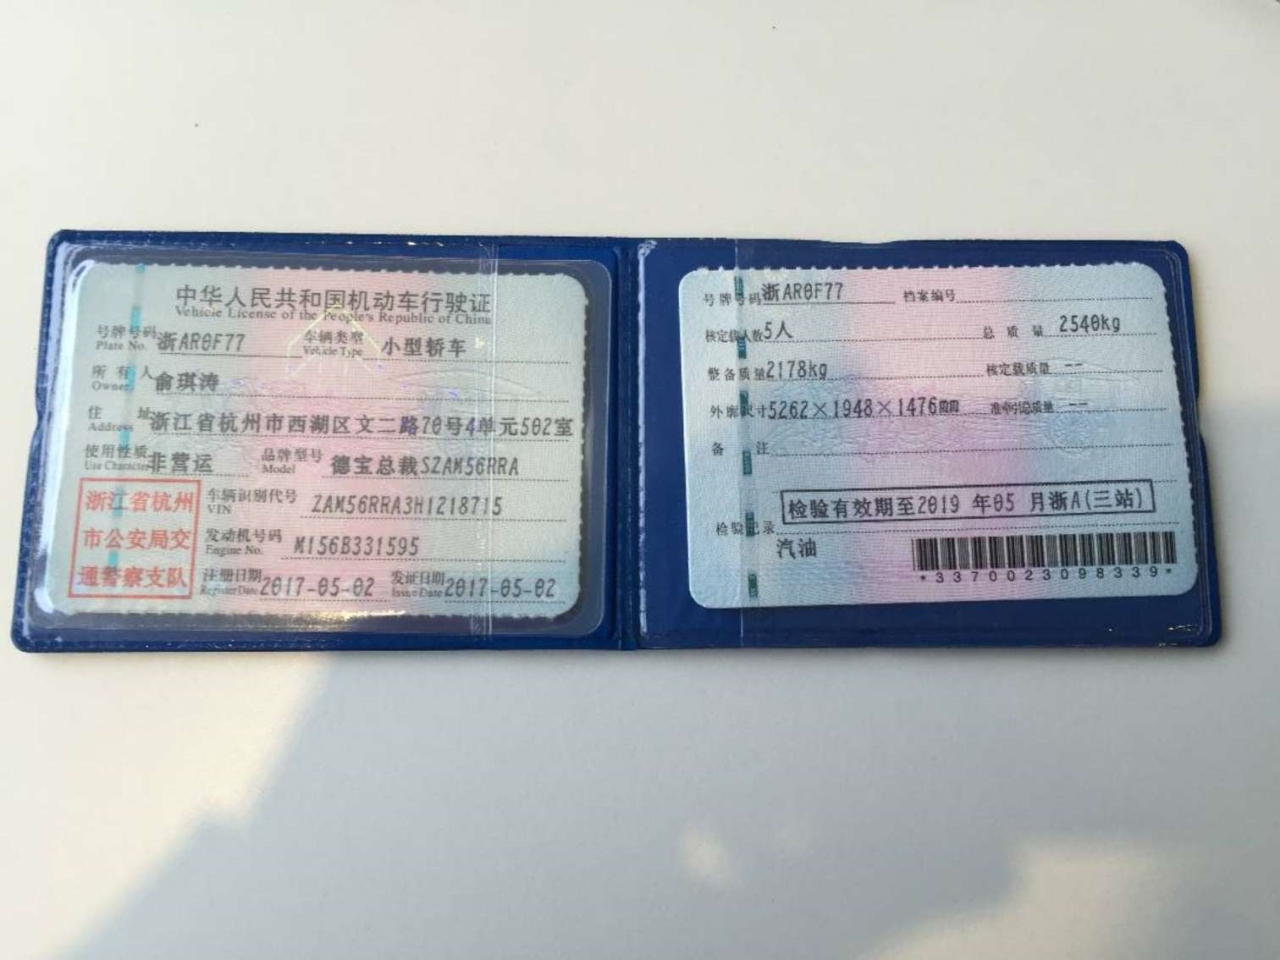 中华人民共和国机动车行驶证
Vehicle License of the People's Republic of China
号牌号码 浙AR0F77 车辆类型 小型轿车
Plate No. Vehicle Type
所有人 俞琪涛
Owner
住址 浙江省杭州市西湖区文二路70号4单元502室
Address
使用性质 非营运 品牌型号 德宝总裁SZAM56RRA
Use Character Model
浙江省杭州
市公安局交
通警察支队
车辆识别代号 ZAM56RRA3H1218715
VIN
发动机号码 M156B331595
Engine No.
注册日期 2017-05-02 发证日期 2017-05-02
Register Date Issue Date
号牌号码 浙AR0F77 档案编号
核定载人数 5人 总质量 2540kg
整备质量 2178kg 核定载质量 --
外廓尺寸 5262×1948×1476mm 准牵引总质量 --
备注
检验有效期至2019 年05 月浙A(三站)
检验记录
汽油
*3370023098339*